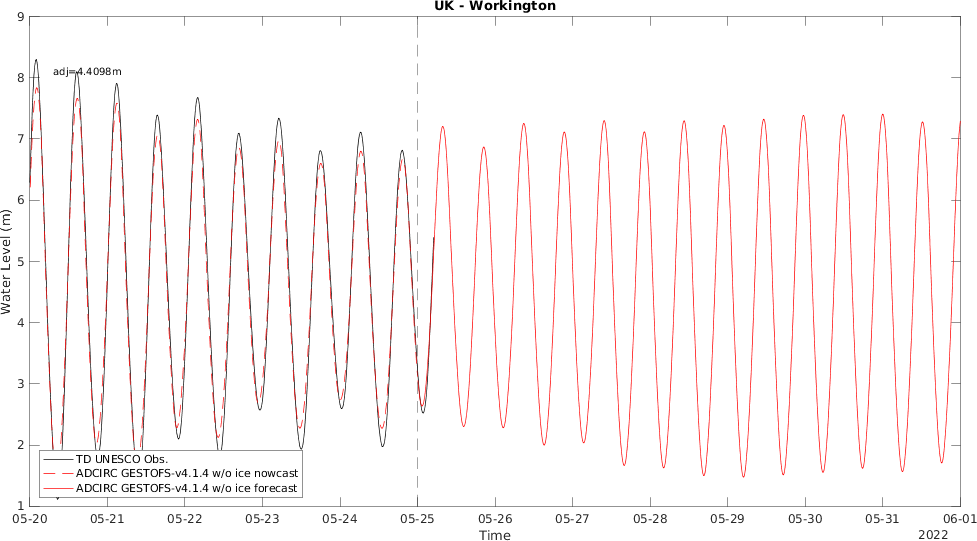 UK - Workington
9
8
7
6
5
4
3
2
1
Water Level (m)
adj=4.4098m
TD UNESCO Obs.
ADCIRC GESTOFS-v4.1.4 w/o ice nowcast
ADCIRC GESTOFS-v4.1.4 w/o ice forecast
05-20 05-21 05-22 05-23 05-24 05-25 05-26 05-27 05-28 05-29 05-30 05-31 06-01
Time
2022